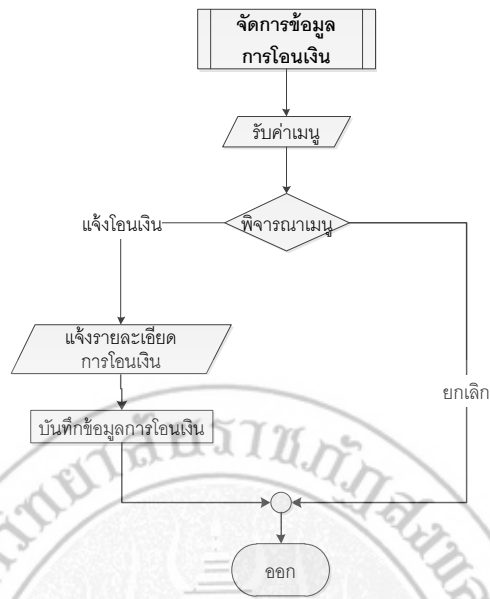 จัดการข้อมูล
การโอนเงิน
รับค่าเมนู
พิจารณาเมนู
แจ้งโอนเงิน
แจ้งรายละเอียด
การโอนเงิน
ยกเลิก
บันทึกข้อมูลการโอนเงิน
ออก